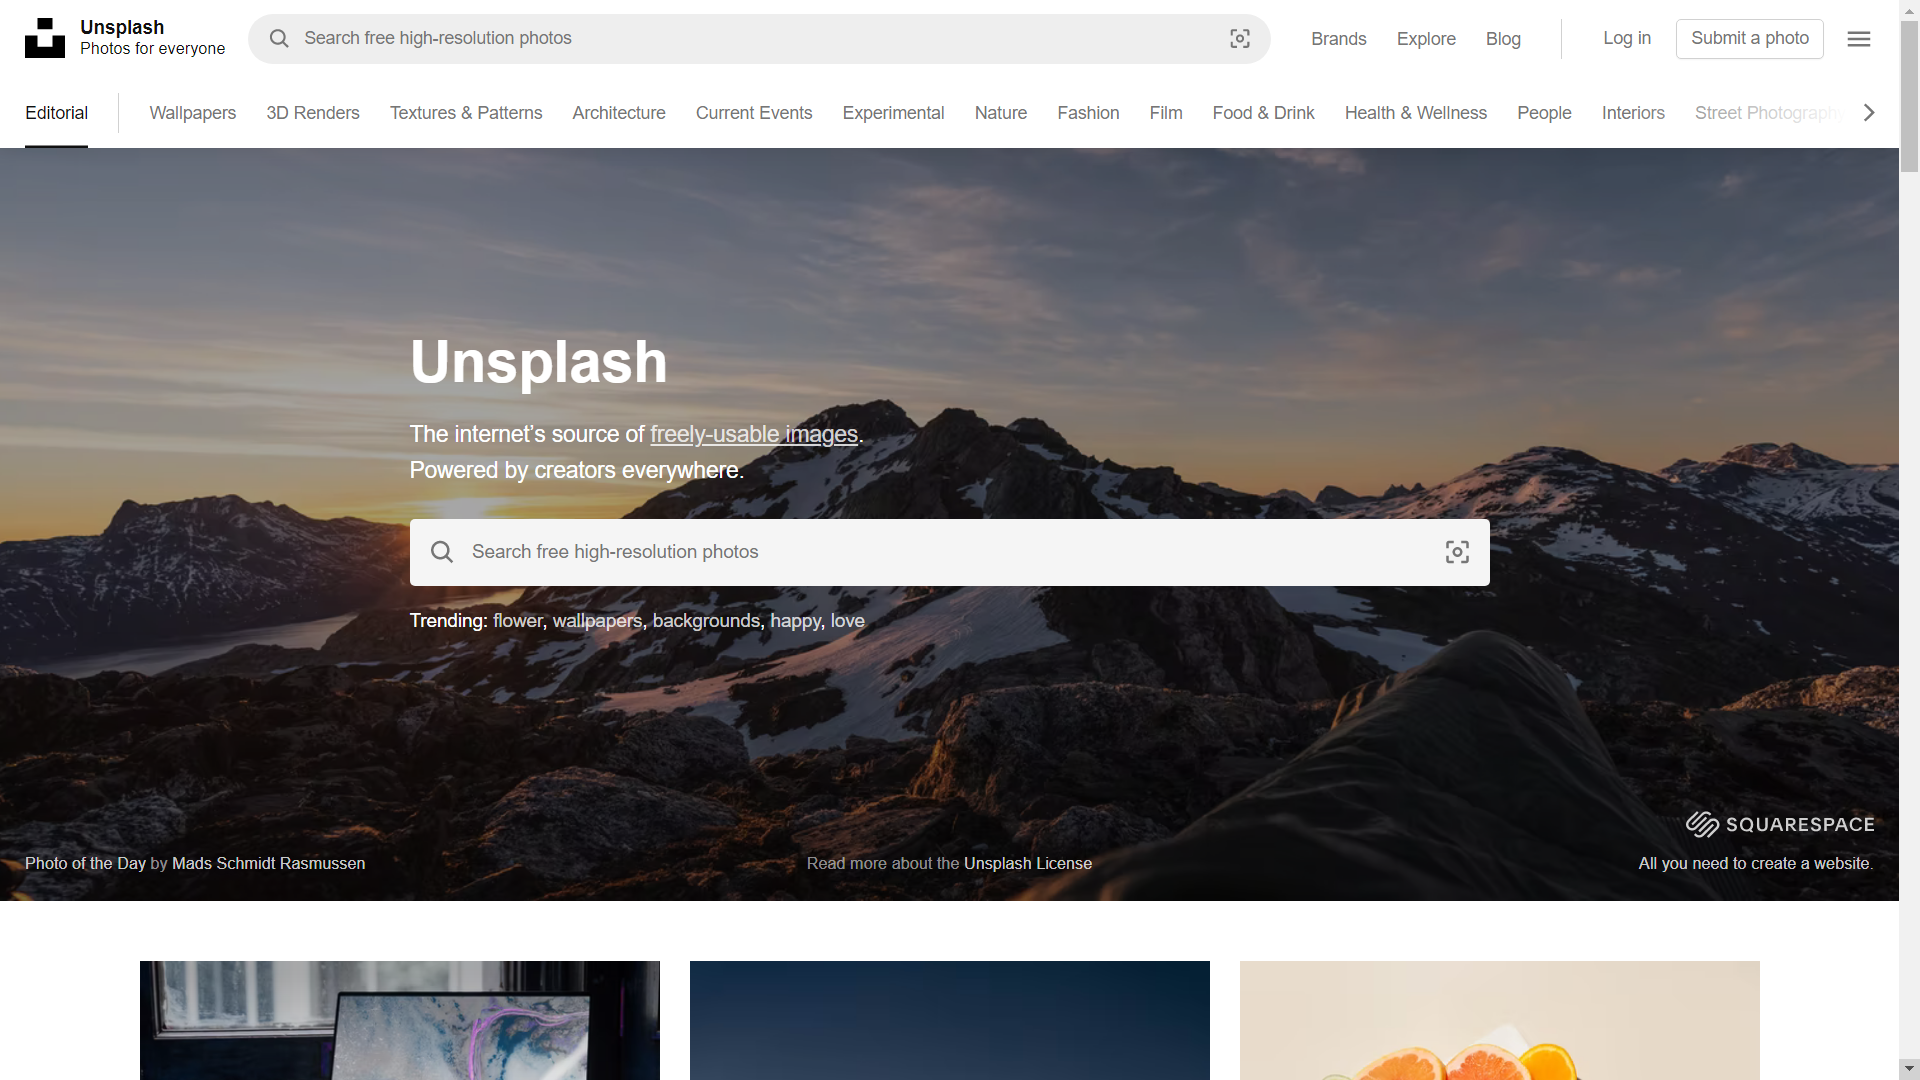 Unsplash
Photos for everyone
Search free high-resolution photos
Brands
Explore
Blog
Log in
Submit a photo
Editorial
Wallpapers
3D Renders
Textures & Patterns
Architecture
Current Events
Experimental
Nature
Fashion
Film
Food & Drink
Health & Wellness
People
Interiors
Street Photography
Unsplash
The internet’s source of freely-usable images.
Powered by creators everywhere.
Search free high-resolution photos
Trending: flower, wallpapers, backgrounds, happy, love
SQUARESPACE
Photo of the Day by Mads Schmidt Rasmussen
Read more about the Unsplash License
All you need to create a website.